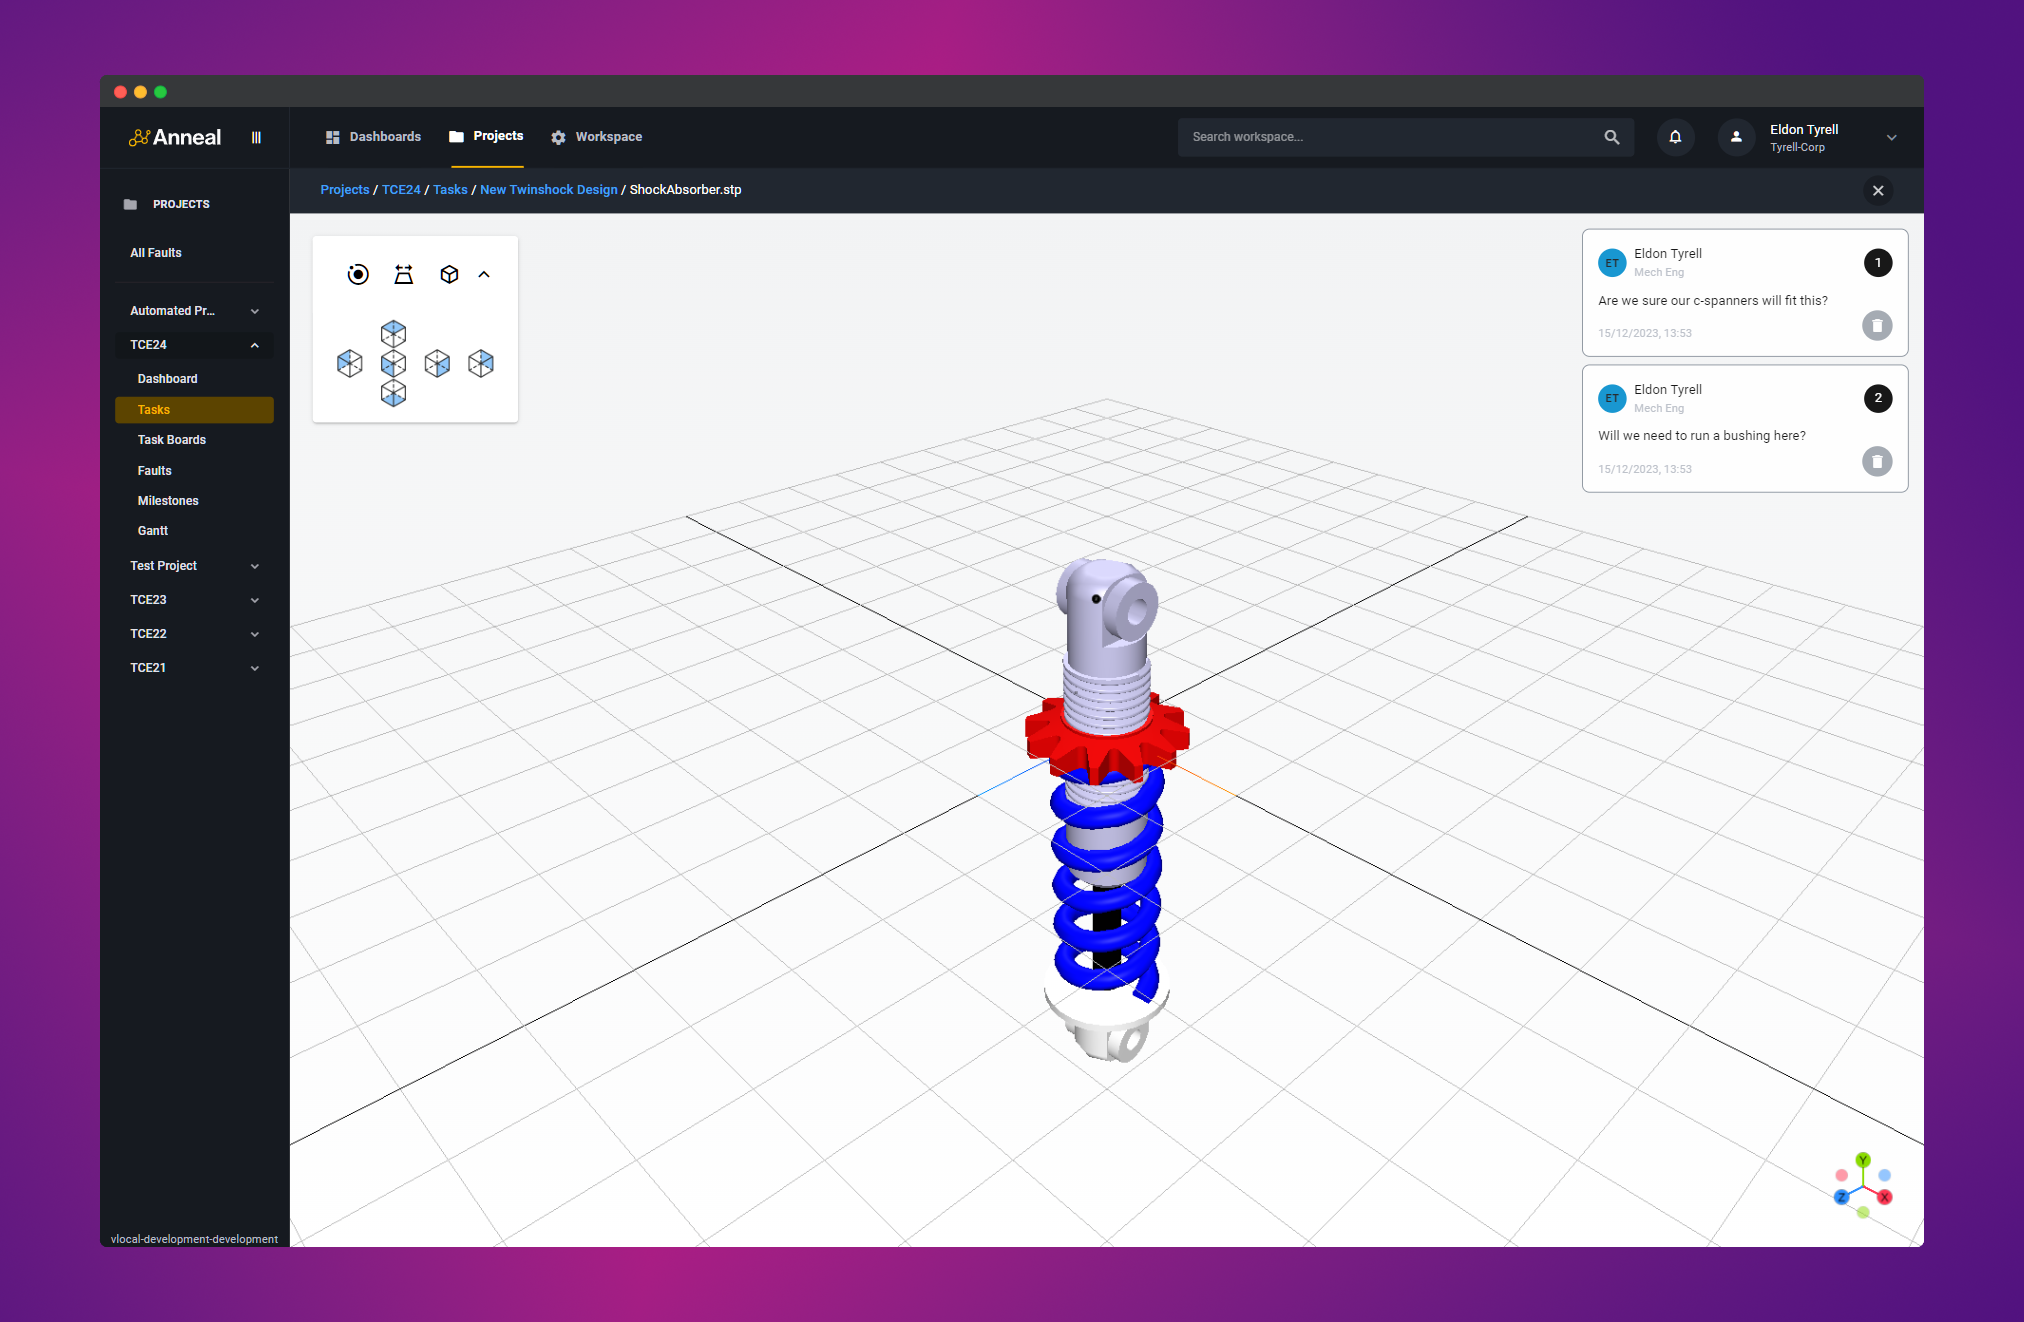 Anneal
Dashboards
Projects
Workspace
Search workspace...
Eldon Tyrell
Tyrell-Corp
Projects / TCE24 / Tasks / New Twinshock Design / ShockAbsorber.stp
PROJECTS
All Faults
Automated Pr...
TCE24
Dashboard
Tasks
Task Boards
Faults
Milestones
Gantt
Test Project
TCE23
TCE22
TCE21
vlocal-development-development
ET
Eldon Tyrell
Mech Eng
1
Are we sure our c-spanners will fit this?
15/12/2023, 13:53
ET
Eldon Tyrell
Mech Eng
2
Will we need to run a bushing here?
15/12/2023, 13:53
Y
Z
X